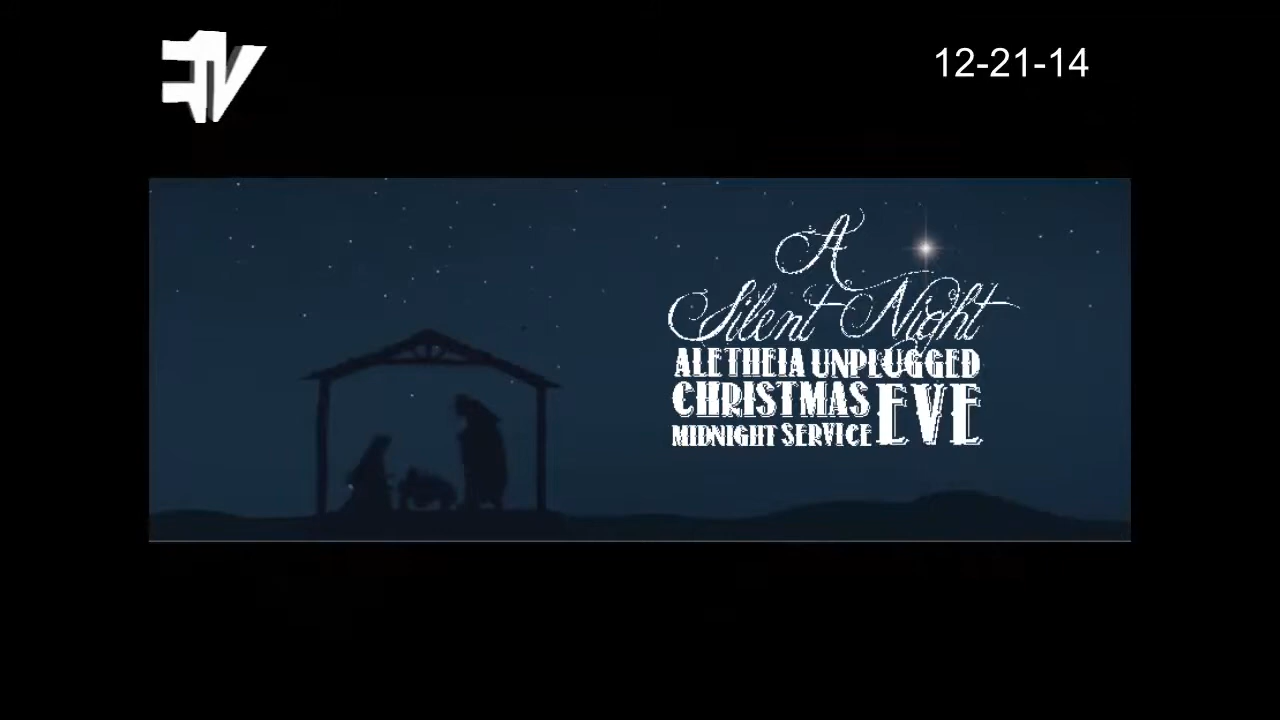 12-21-14
A
Silent Night
ALETHEIA UNPLUGGED
CHRISTMAS EVE
MIDNIGHT SERVICE